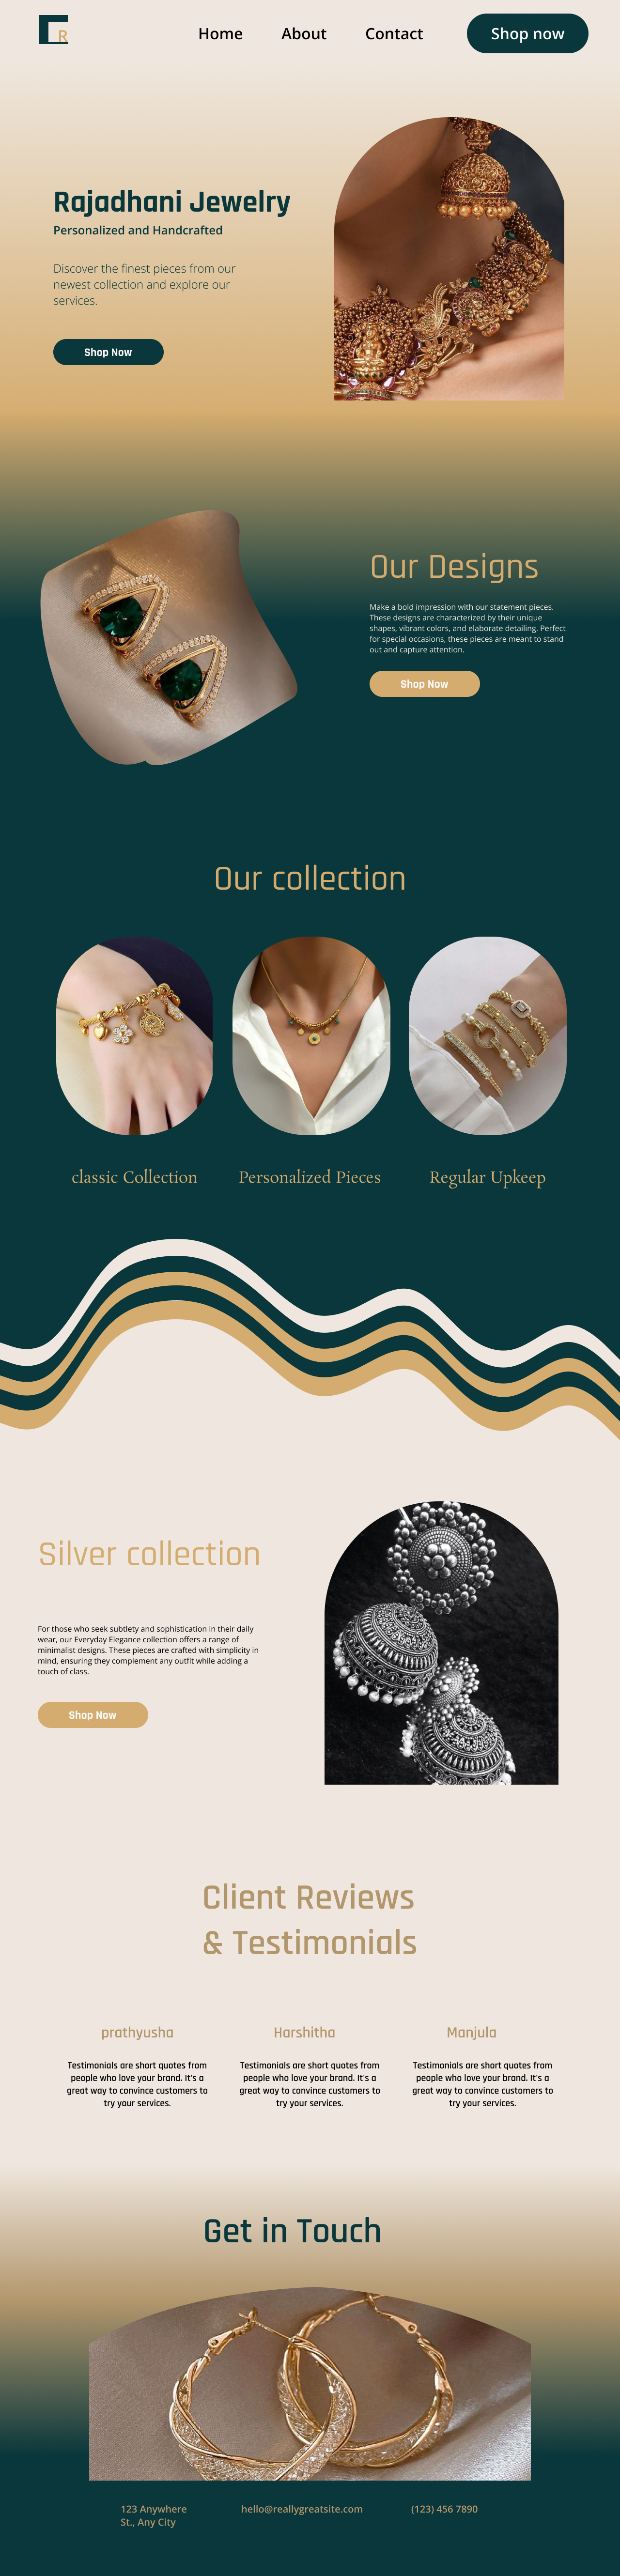 R
Home
About
Contact
Shop now
Rajadhani Jewelry
Personalized and Handcrafted
Discover the finest pieces from our
newest collection and explore our
services.
Shop Now
Our Designs
Make a bold impression with our statement pieces.
These designs are characterized by their unique
shapes, vibrant colors, and elaborate detailing. Perfect
for special occasions, these pieces are meant to stand
out and capture attention.
Shop Now
Our collection
classic Collection
Personalized Pieces
Regular Upkeep
Silver collection
For those who seek subtlety and sophistication in their daily
wear, our Everyday Elegance collection offers a range of
minimalist designs. These pieces are crafted with simplicity in
mind, ensuring they complement any outfit while adding a
touch of class.
Shop Now
Client Reviews
& Testimonials
prathyusha
Testimonials are short quotes from
people who love your brand. It's a
great way to convince customers to
try your services.
Harshitha
Testimonials are short quotes from
people who love your brand. It's a
great way to convince customers to
try your services.
Manjula
Testimonials are short quotes from
people who love your brand. It's a
great way to convince customers to
try your services.
Get in Touch
123 Anywhere
St., Any City
hello@reallygreatsite.com
(123) 456 7890